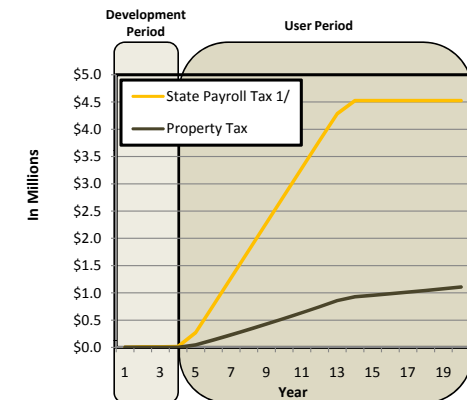 Development
Period
User Period
$5.0
$4.5
$4.0
$3.5
$3.0
$2.5
$2.0
$1.5
$1.0
$0.5
$0.0
In Millions
State Payroll Tax 1/
Property Tax
1 3 5 7 9 11 13 15 17 19
Year